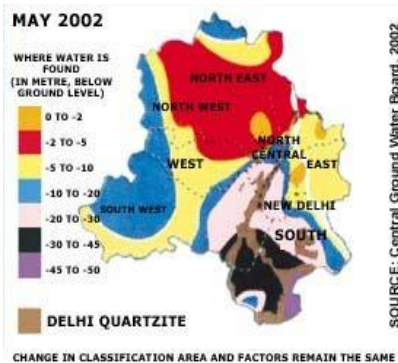 MAY 2002
WHERE WATER IS
FOUND
(IN METRE, BELOW
GROUND LEVEL)
0 TO -2
-2 TO -5
-5 TO -10
-10 TO -20
-20 TO -30
-30 TO -45
-45 TO -50
DELHI QUARTZITE
NORTH EAST
NORTH WEST
NORTH
CENTRAL
WEST
EAST
SOUTH WEST
NEW DELHI
SOUTH
SOURCE: Central Ground Water Board, 2002
CHANGE IN CLASSIFICATION AREA AND FACTORS REMAIN THE SAME